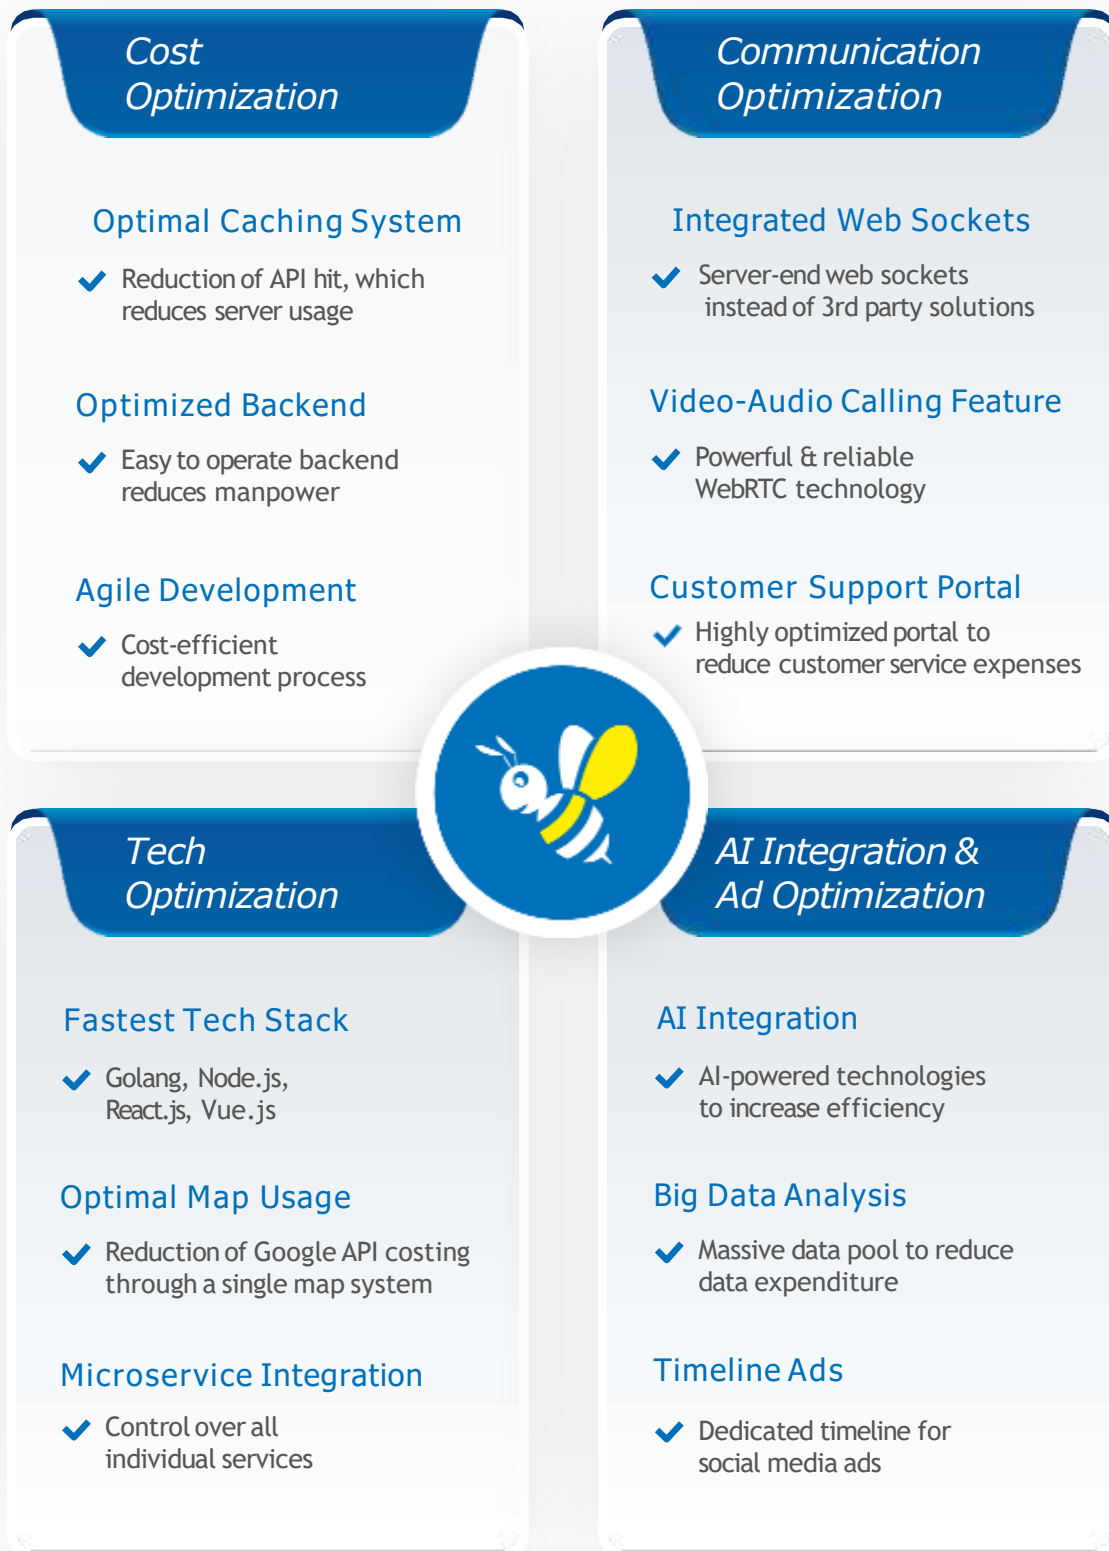 Cost
Optimization
Optimal Caching System
Reduction of API hit, which
reduces server usage
Optimized Backend
Easy to operate backend
reduces manpower
Agile Development
Cost-efficient
development process
Communication
Optimization
Integrated Web Sockets
Server-end web sockets
instead of 3rd party solutions
Video-Audio Calling Feature
Powerful & reliable
WebRTC technology
Customer Support Portal
Highly optimized portal to
reduce customer service expenses
Tech
Optimization
Fastest Tech Stack
Golang, Node.js,
React.js, Vue.js
Optimal Map Usage
Reduction of Google API costing
through a single map system
Microservice Integration
Control over all
individual services
AI Integration &
Ad Optimization
AI Integration
AI-powered technologies
to increase efficiency
Big Data Analysis
Massive data pool to reduce
data expenditure
Timeline Ads
Dedicated timeline for
social media ads